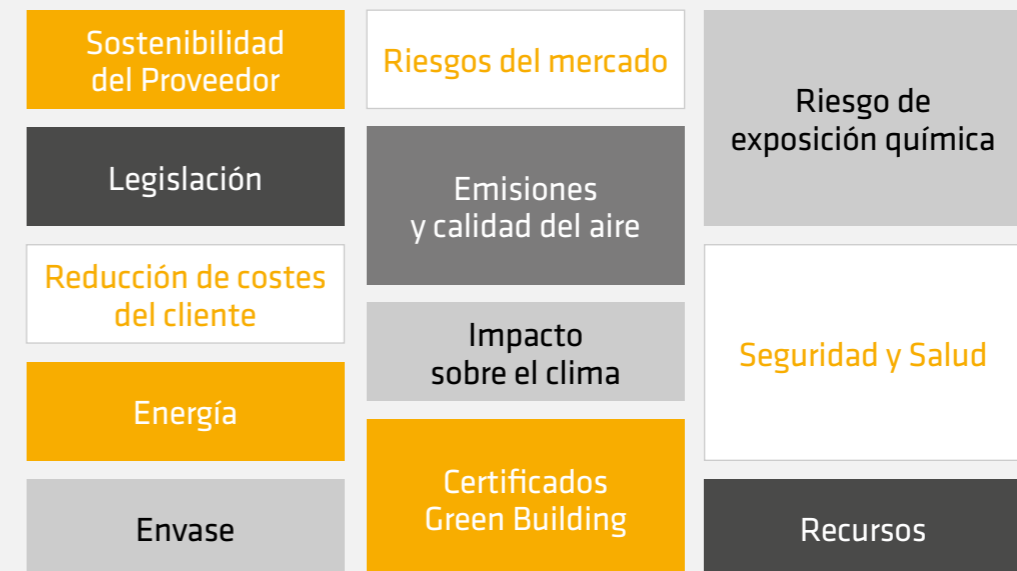 Sostenibilidad
del Proveedor
Legislación
Reducción de costes
del cliente
Energía
Envase
Riesgos del mercado
Emisiones
y calidad del aire
Impacto
sobre el clima
Certificados
Green Building
Riesgo de
exposición química
Seguridad y Salud
Recursos